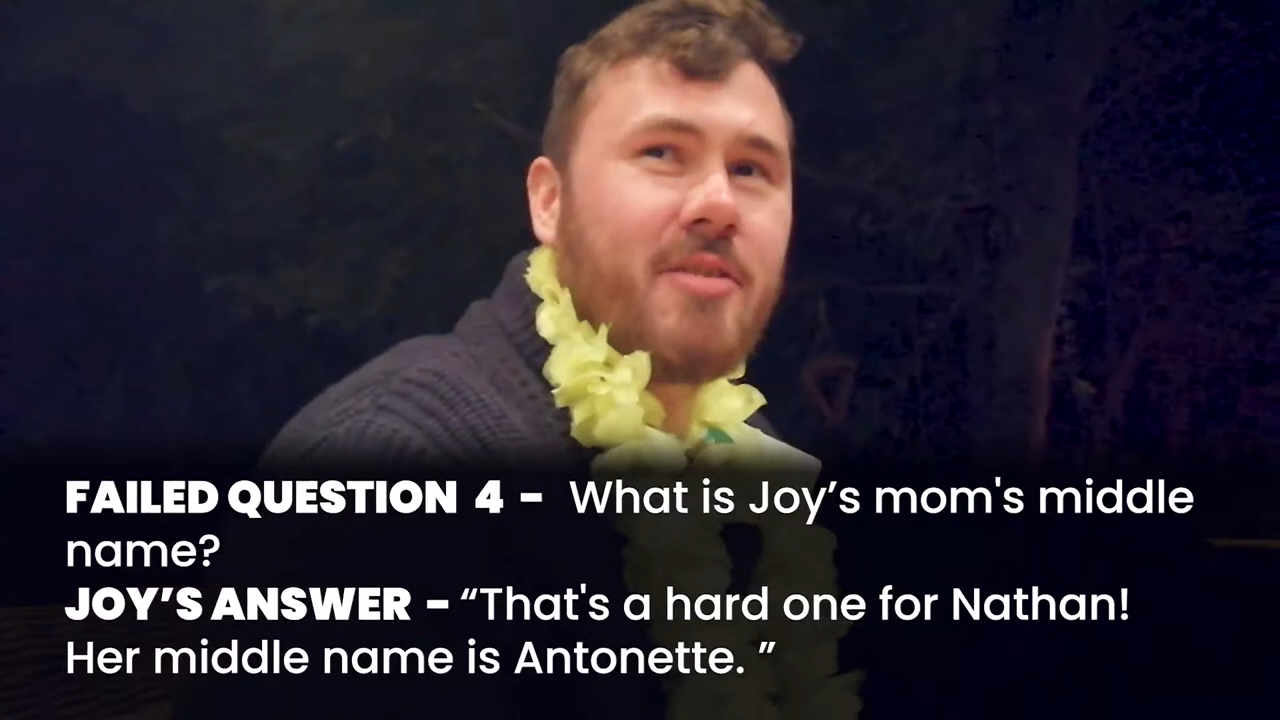 FAILED QUESTION 4 - What is Joy’s mom's middle
name?
JOY’S ANSWER - “That's a hard one for Nathan!
Her middle name is Antonette. ”